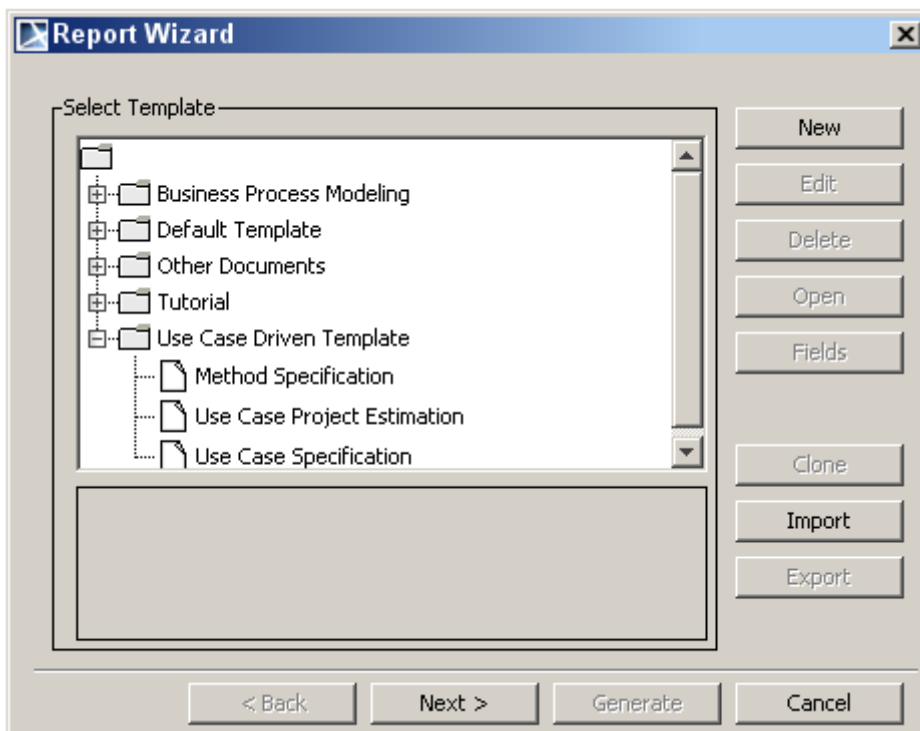 Report Wizard
Select Template
Business Process Modeling
Default Template
Other Documents
Tutorial
Use Case Driven Template
Method Specification
Use Case Project Estimation
Use Case Specification
New
Edit
Delete
Open
Fields
Clone
Import
Export
< Back
Next >
Generate
Cancel